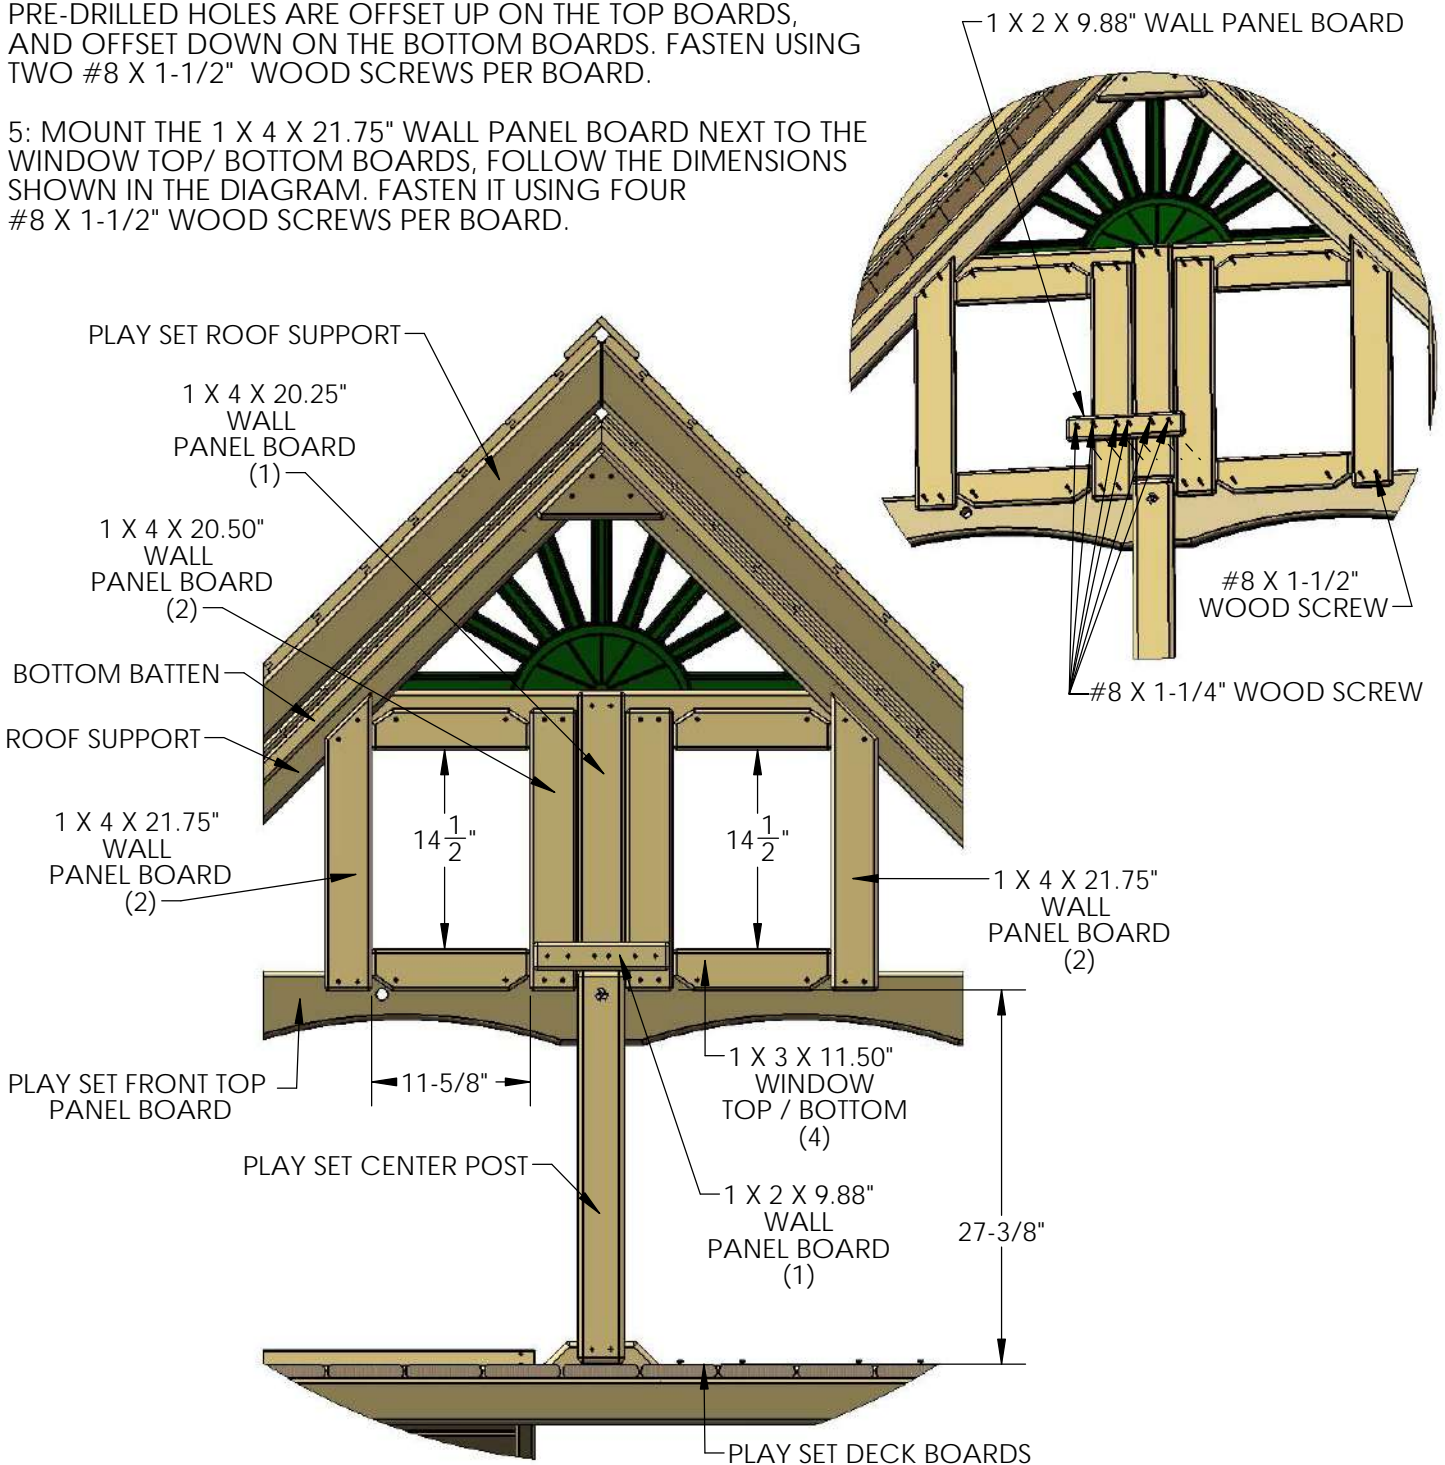 PRE-DRILLED HOLES ARE OFFSET UP ON THE TOP BOARDS,
AND OFFSET DOWN ON THE BOTTOM BOARDS. FASTEN USING
TWO #8 X 1-1/2" WOOD SCREWS PER BOARD.
5: MOUNT THE 1 X 4 X 21.75" WALL PANEL BOARD NEXT TO THE
WINDOW TOP/ BOTTOM BOARDS, FOLLOW THE DIMENSIONS
SHOWN IN THE DIAGRAM. FASTEN IT USING FOUR
#8 X 1-1/2" WOOD SCREWS PER BOARD.
1 X 2 X 9.88" WALL PANEL BOARD
#8 X 1-1/2"
WOOD SCREW
#8 X 1-1/4" WOOD SCREW
PLAY SET ROOF SUPPORT
1 X 4 X 20.25"
WALL
PANEL BOARD
(1)
1 X 4 X 20.50"
WALL
PANEL BOARD
(2)
BOTTOM BATTEN
ROOF SUPPORT
1 X 4 X 21.75"
WALL
PANEL BOARD
(2)
14 1/2"
14 1/2"
1 X 4 X 21.75"
WALL
PANEL BOARD
(2)
PLAY SET FRONT TOP
PANEL BOARD
11-5/8"
1 X 3 X 11.50"
WINDOW
TOP / BOTTOM
(4)
PLAY SET CENTER POST
1 X 2 X 9.88"
WALL
PANEL BOARD
(1)
27-3/8"
PLAY SET DECK BOARDS